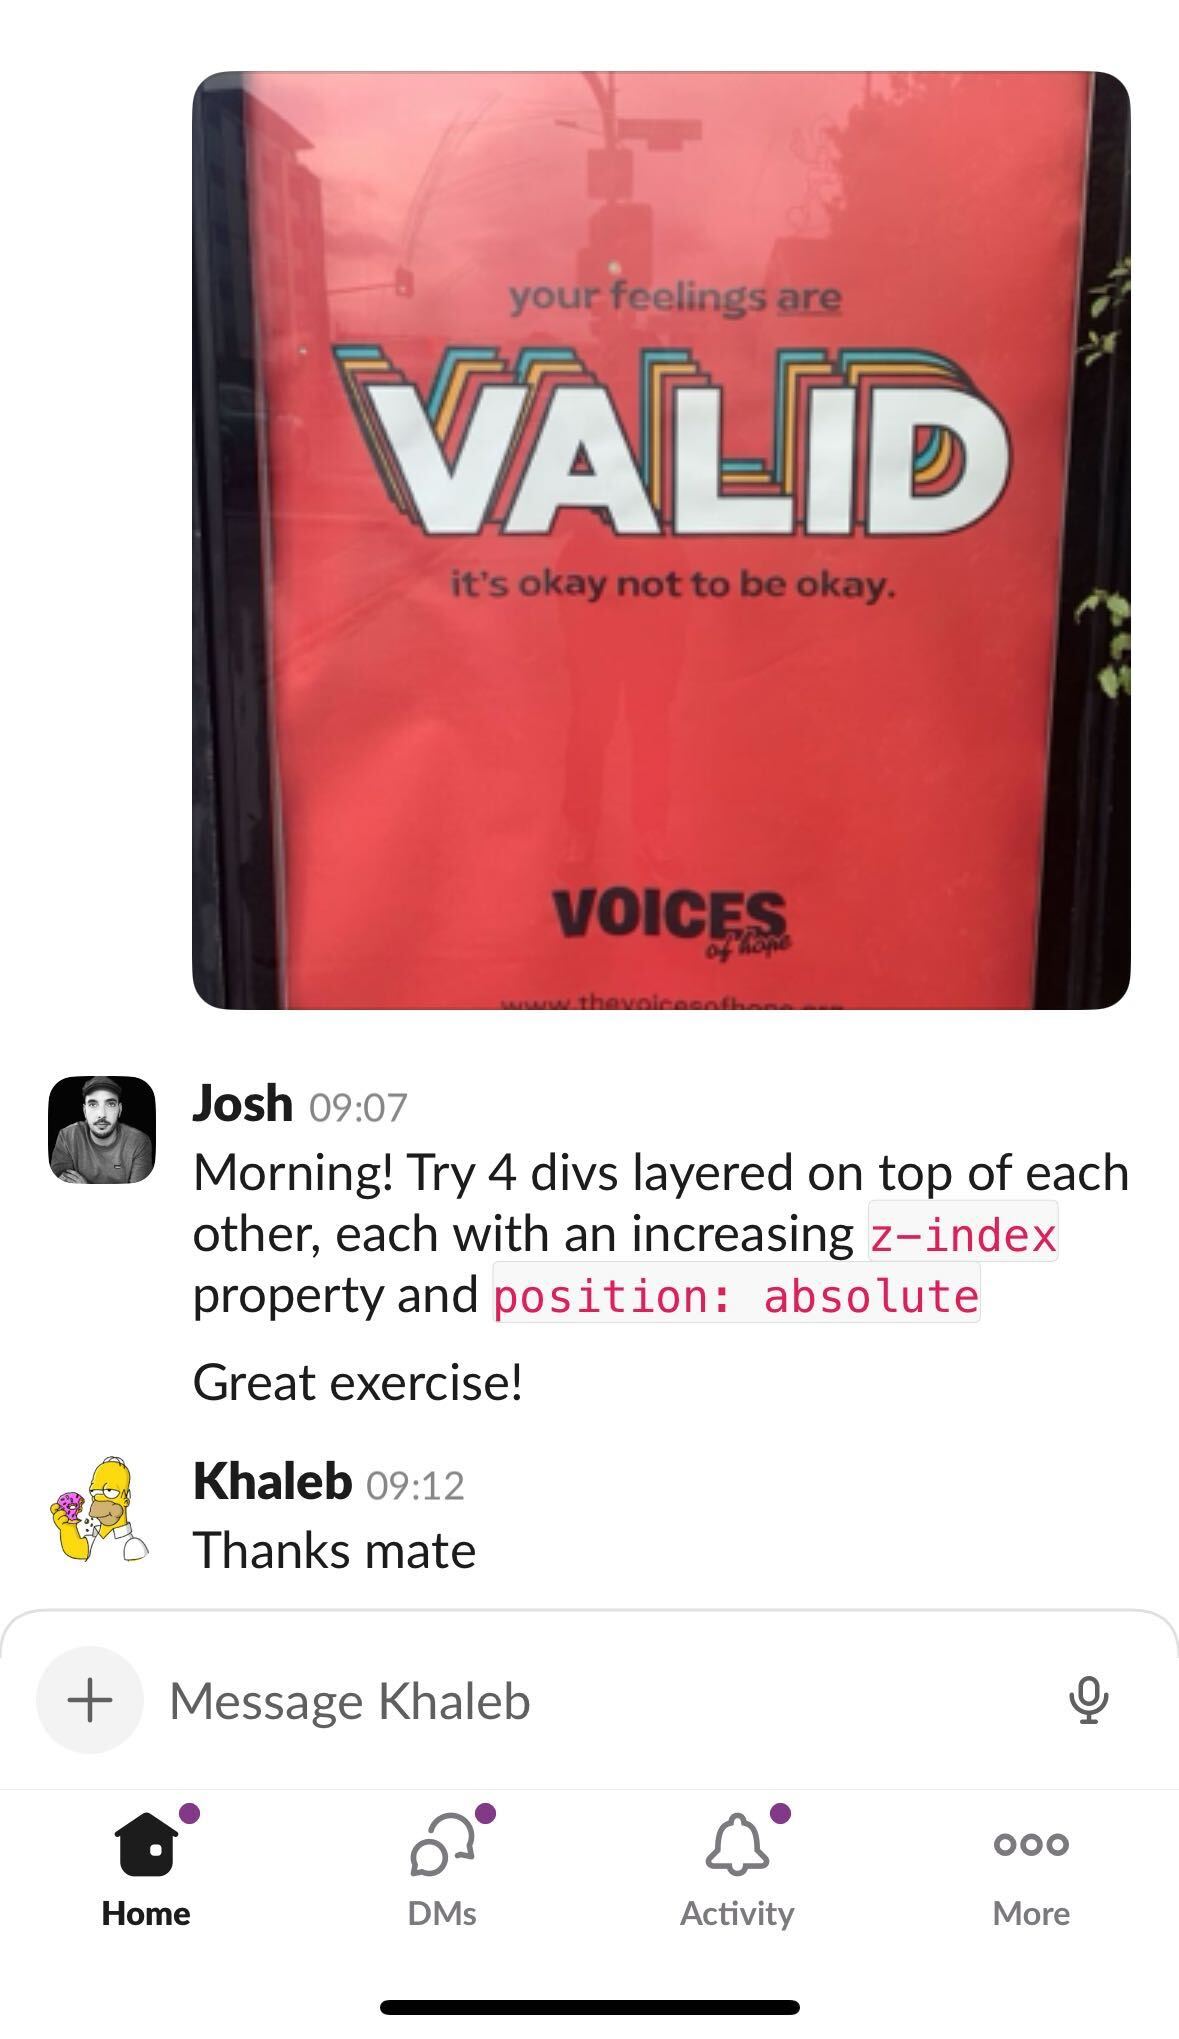 your feelings are
VALID
it's okay not to be okay.
VOICES
of hope
www.thevoicesofhope.org
Josh 09:07
Morning! Try 4 divs layered on top of each
other, each with an increasing z-index
property and position: absolute
Great exercise!
Khaleb 09:12
Thanks mate
Message Khaleb
Home
DMs
Activity
More